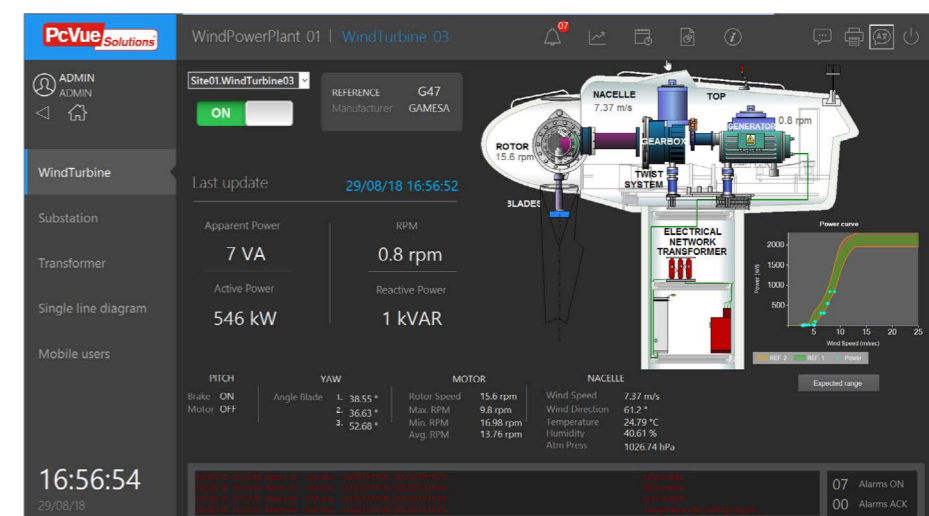 PcVue Solutions
WindPowerPlant 01 | WindTurbine 03
07
ADMIN
ADMIN
WindTurbine
Substation
Transformer
Single line diagram
Mobile users
16:56:54
29/08/18
Site01.WindTurbine03
ON
REFERENCE G47
Manufacturer GAMESA
Last update 29/08/18 16:56:52
Apparent Power
7 VA
RPM
0.8 rpm
Active Power
546 kW
Reactive Power
1 kVAR
NACELLE
7.37 m/s
TOP
ROTOR
15.6 rpm
GEARBOX
GENERATOR
0.8 rpm
TWIST
SYSTEM
BLADES
ELECTRICAL
NETWORK
TRANSFORMER
Power curve
Power (kW)
2000
1500
1000
500
5 10 15 20 25
Wind Speed (m/sec)
REF 2 REF 1 Power
Expected range
PITCH
Brake ON
Motor OFF
YAW
Angle Blade 1. 38.55 °
2. 36.63 °
3. 52.68 °
MOTOR
Rotor Speed 15.6 rpm
Max. RPM 9.8 rpm
Min. RPM 16.98 rpm
Avg. RPM 13.76 rpm
NACELLE
Wind Speed 7.37 m/s
Wind Direction 61.2 °
Temperature 24.79 °C
Humidity 40.61 %
Atm Press 1026.74 hPa
07 Alarms ON
00 Alarms ACK